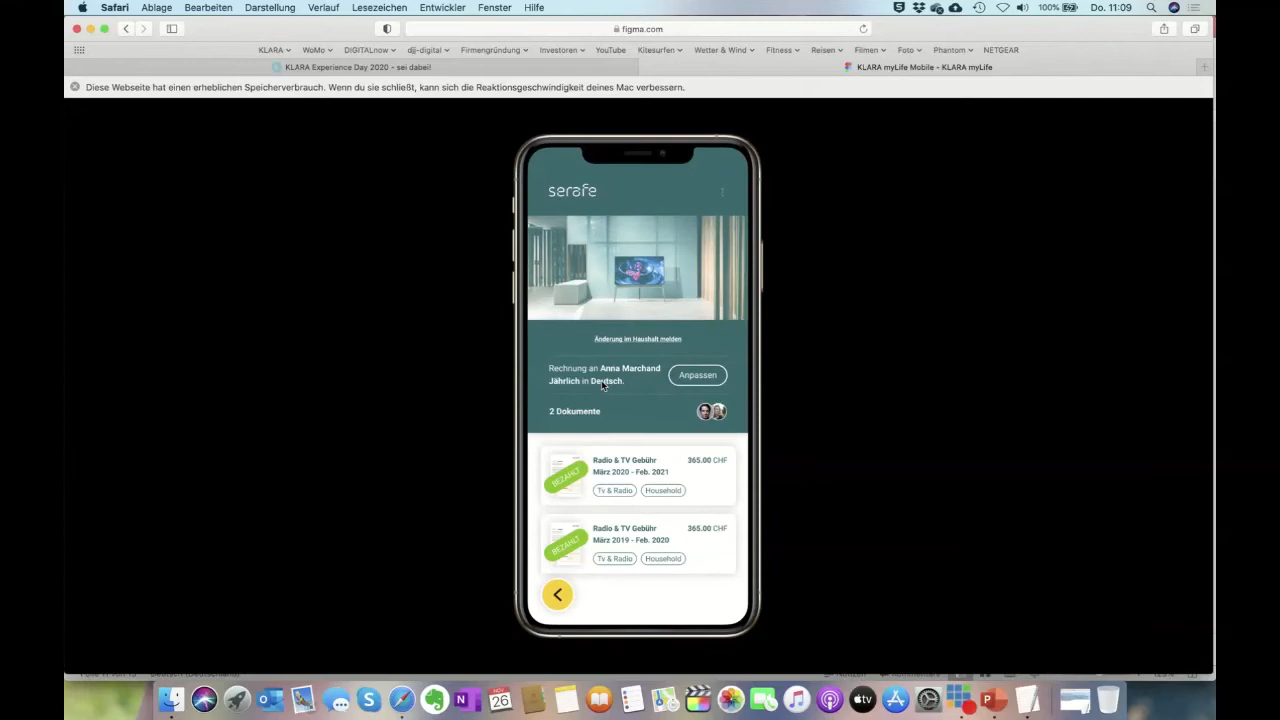 Safari Ablage Bearbeiten Darstellung Verlauf Lesezeichen Entwickler Fenster Hilfe 100% Do. 11:09
figma.com
KLARA WoMo DIGITALnow djj-digital Firmengründung Investoren YouTube Kitesurfen Wetter & Wind Fitness Reisen Filmen Foto Phantom NETGEAR
KLARA Experience Day 2020 - sei dabei! KLARA myLife Mobile - KLARA myLife
Diese Webseite hat einen erheblichen Speicherverbrauch. Wenn du sie schließt, kann sich die Reaktionsgeschwindigkeit deines Mac verbessern.
serafe
Änderung im Haushalt melden
Rechnung an Anna Marchand
Jährlich in Deutsch.
Anpassen
2 Dokumente
BEZAHLT
Radio & TV Gebühr 365.00 CHF
März 2020 - Feb. 2021
Tv & Radio Household
BEZAHLT
Radio & TV Gebühr 365.00 CHF
März 2019 - Feb. 2020
Tv & Radio Household
NOV
26